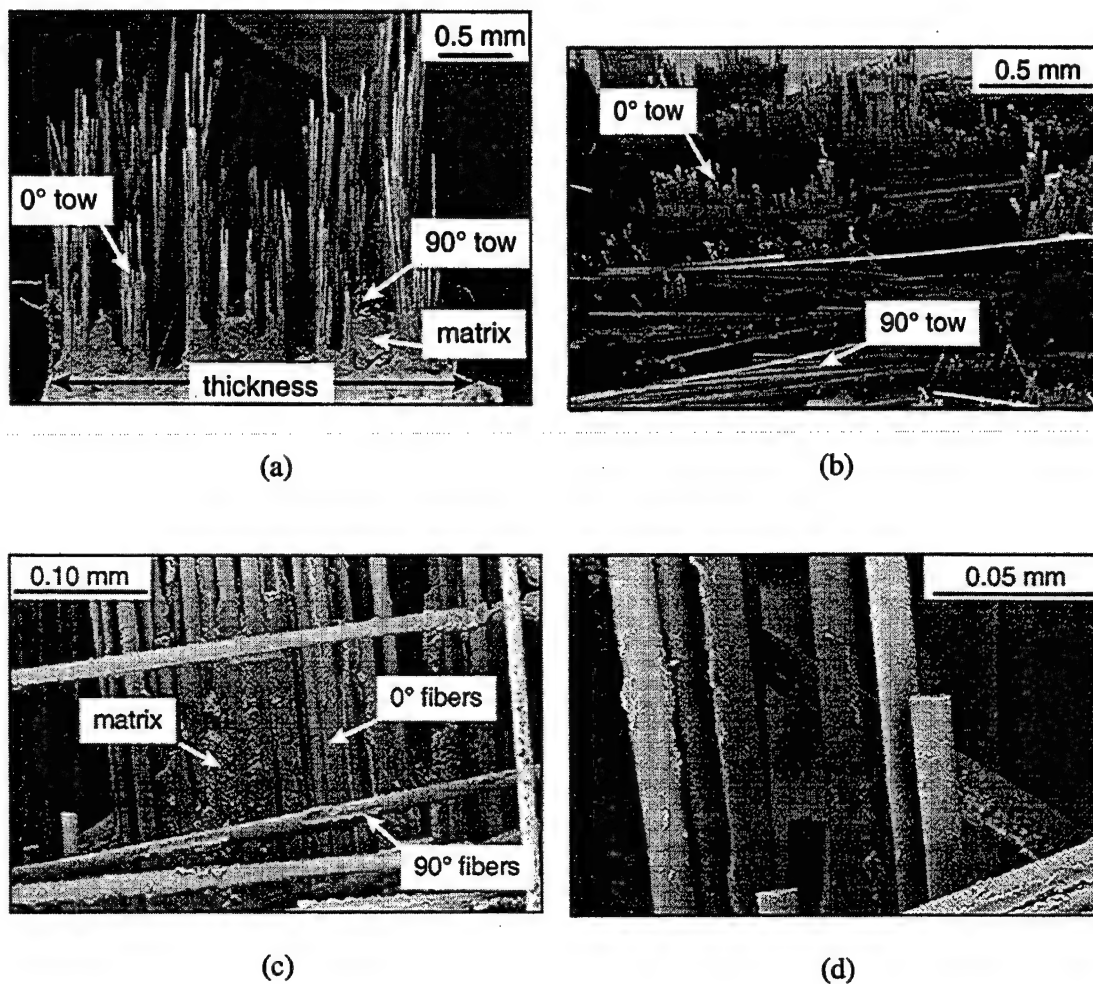 0.5 mm
0° tow
90° tow
matrix
thickness
(a)
0.5 mm
0° tow
90° tow
(b)
0.10 mm
0° fibers
matrix
90° fibers
(c)
0.05 mm
(d)